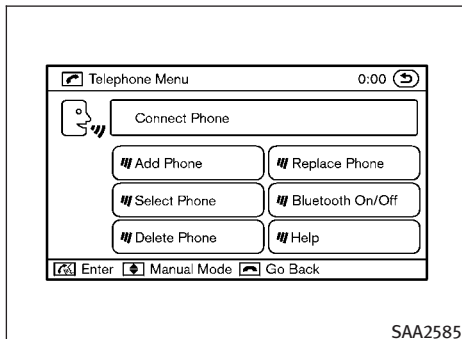 Telephone Menu 0:00
Connect Phone
Add Phone Replace Phone
Select Phone Bluetooth On/Off
Delete Phone Help
Enter Manual Mode Go Back
SAA2585